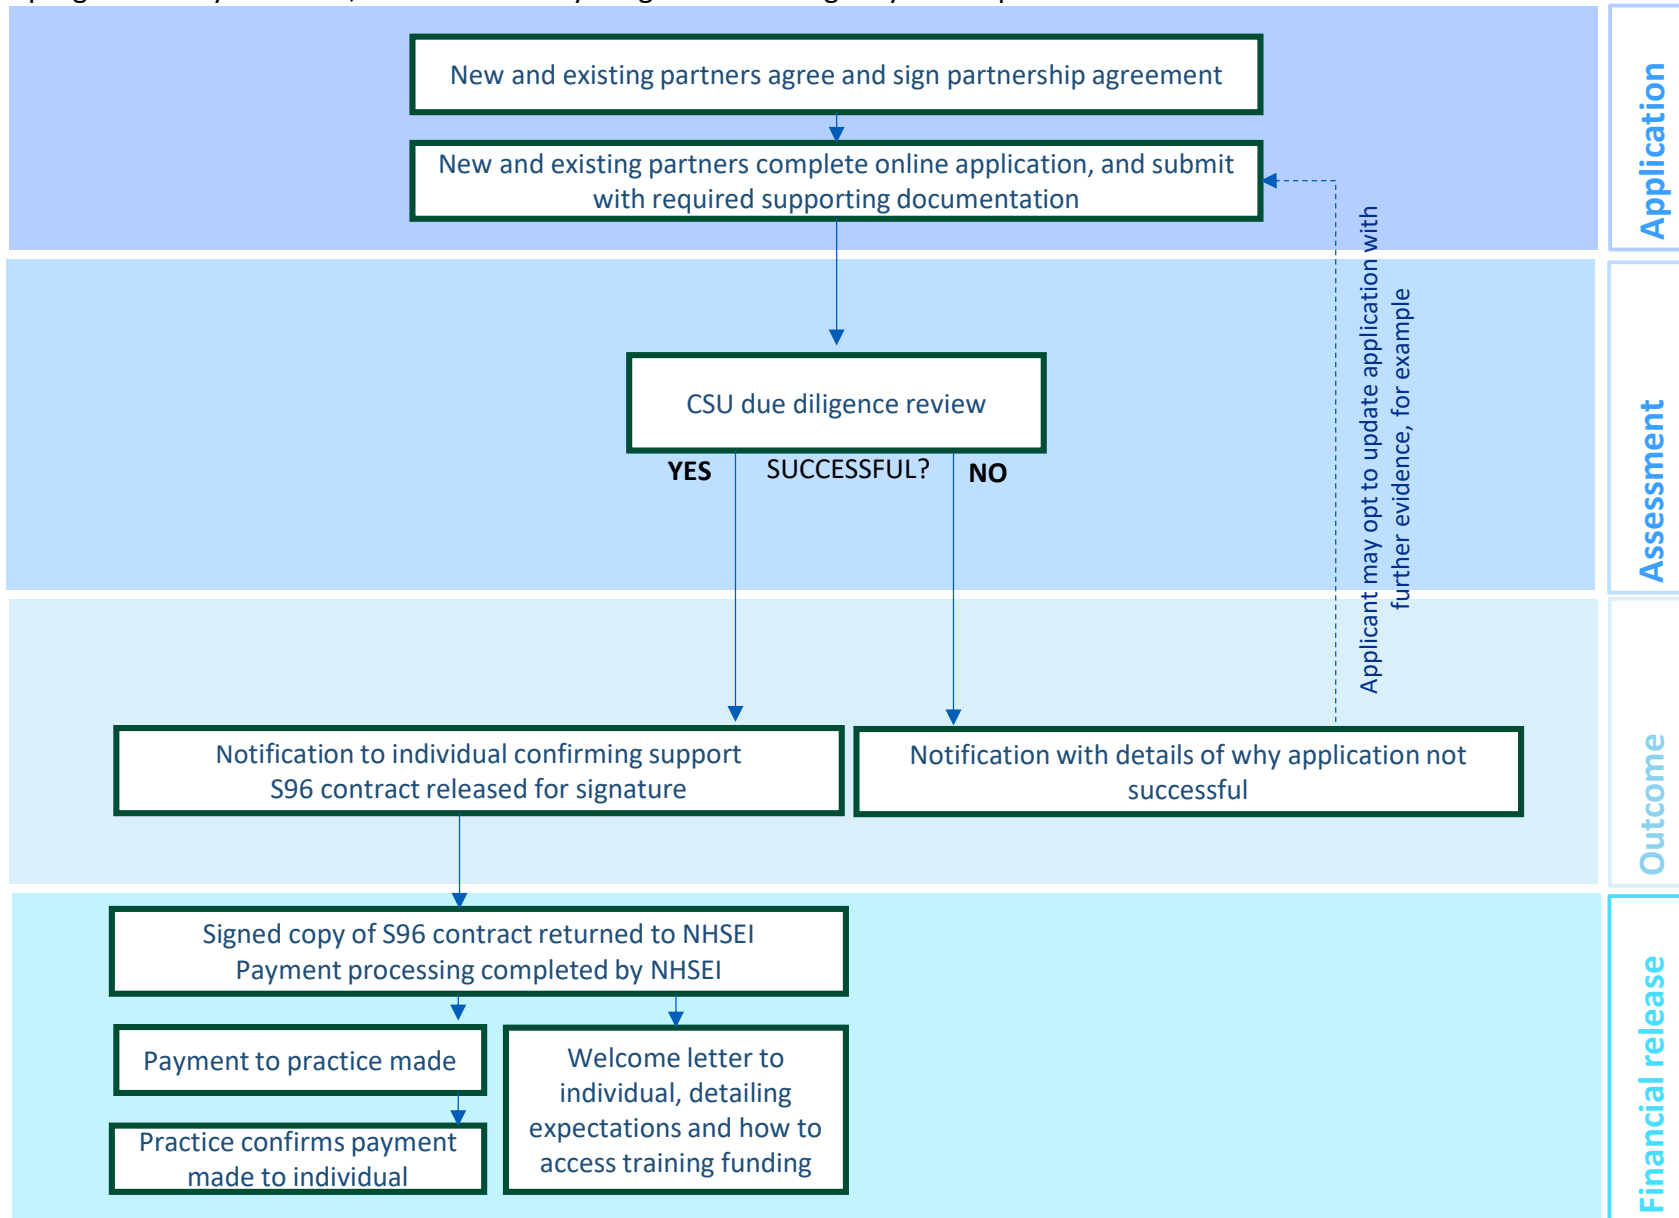 New and existing partners agree and sign partnership agreement
New and existing partners complete online application, and submit
with required supporting documentation
Application
Applicant may opt to update application with
further evidence, for example
CSU due diligence review
YES SUCCESSFUL? NO
Assessment
Notification to individual confirming support
S96 contract released for signature
Notification with details of why application not
successful
Outcome
Signed copy of S96 contract returned to NHSEI
Payment processing completed by NHSEI
Payment to practice made
Practice confirms payment
made to individual
Welcome letter to
individual, detailing
expectations and how to
access training funding
Financial release